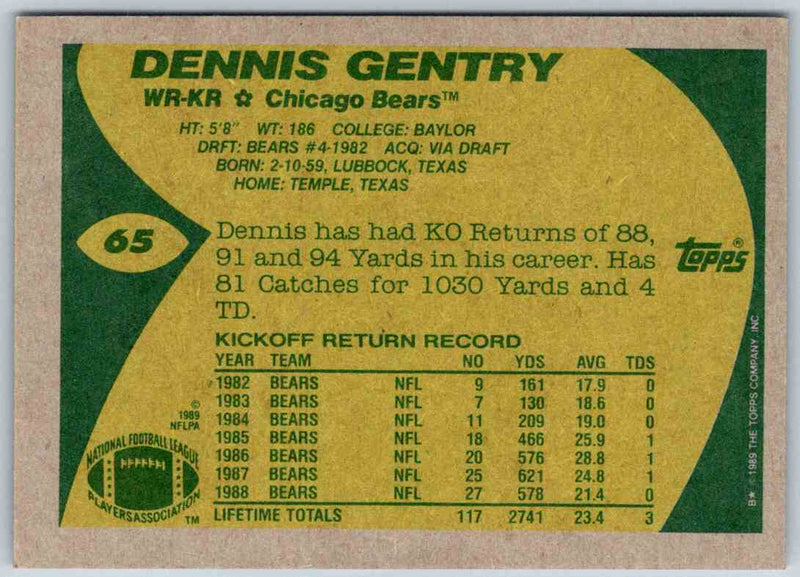 DENNIS GENTRY
WR-KR ☆ Chicago Bears™
HT: 5'8" WT: 186 COLLEGE: BAYLOR
DRFT: BEARS #4-1982 ACQ: VIA DRAFT
BORN: 2-10-59, LUBBOCK, TEXAS
HOME: TEMPLE, TEXAS
65
Dennis has had KO Returns of 88,
91 and 94 Yards in his career. Has
81 Catches for 1030 Yards and 4
TD.
topps®
KICKOFF RETURN RECORD
YEAR TEAM NO YDS AVG TDS
1982 BEARS NFL 9 161 17.9 0
1983 BEARS NFL 7 130 18.6 0
1984 BEARS NFL 11 209 19.0 0
1985 BEARS NFL 18 466 25.9 1
1986 BEARS NFL 20 576 28.8 1
1987 BEARS NFL 25 621 24.8 1
1988 BEARS NFL 27 578 21.4 0
LIFETIME TOTALS 117 2741 23.4 3
©
1989
NFLPA
NATIONAL FOOTBALL LEAGUE
PLAYERS ASSOCIATION
TM
B* © 1989 THE TOPPS COMPANY, INC.